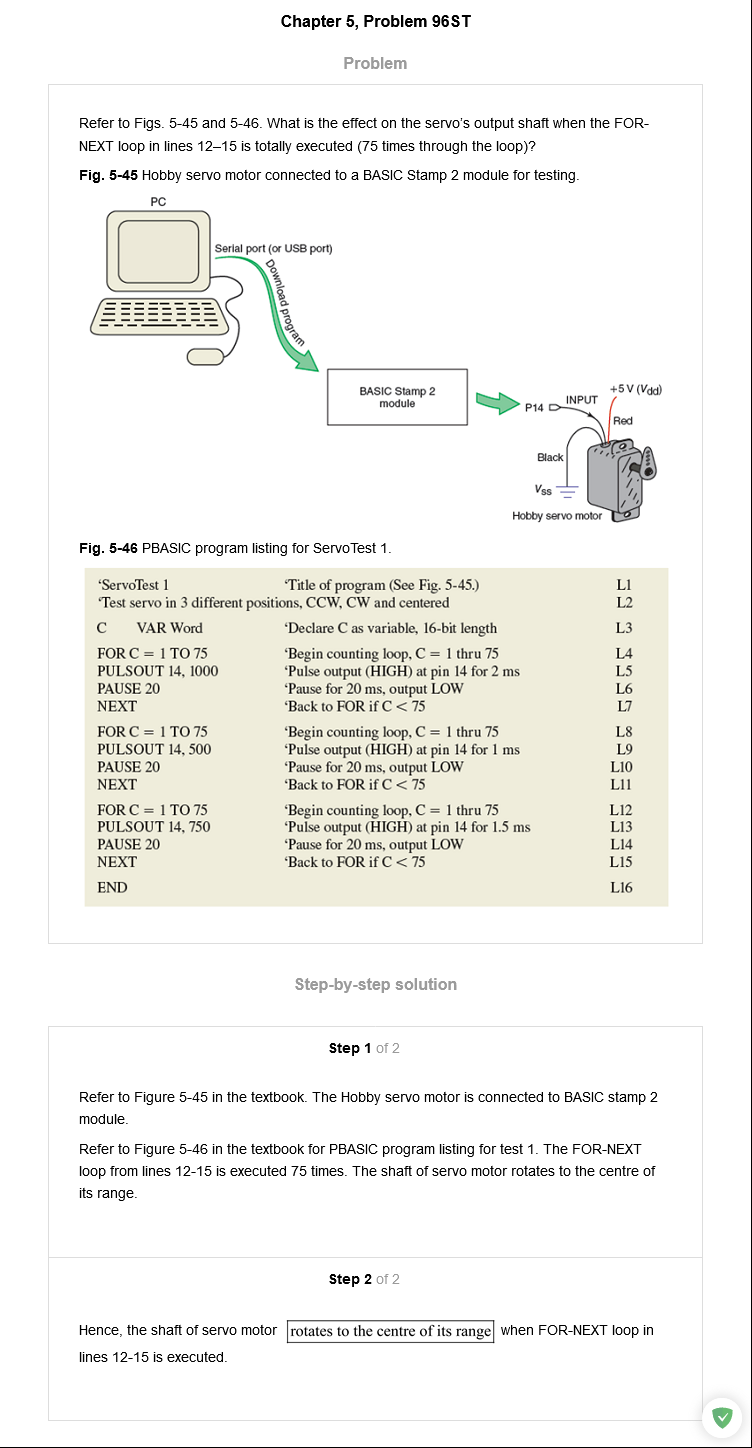 Chapter 5, Problem 96ST
Problem
Refer to Figs. 5-45 and 5-46. What is the effect on the servo's output shaft when the FOR-
NEXT loop in lines 12–15 is totally executed (75 times through the loop)?
Fig. 5-45 Hobby servo motor connected to a BASIC Stamp 2 module for testing.
PC
Serial port (or USB port)
Download program
BASIC Stamp 2
module
P14
INPUT
+5 V (Vdd)
Red
Black
Vss
Hobby servo motor
Fig. 5-46 PBASIC program listing for ServoTest 1.
‘ServoTest 1 ‘Title of program (See Fig. 5-45.) L1
‘Test servo in 3 different positions, CCW, CW and centered L2
C VAR Word ‘Declare C as variable, 16-bit length L3
FOR C = 1 TO 75 ‘Begin counting loop, C = 1 thru 75 L4
PULSOUT 14, 1000 ‘Pulse output (HIGH) at pin 14 for 2 ms L5
PAUSE 20 ‘Pause for 20 ms, output LOW L6
NEXT ‘Back to FOR if C < 75 L7
FOR C = 1 TO 75 ‘Begin counting loop, C = 1 thru 75 L8
PULSOUT 14, 500 ‘Pulse output (HIGH) at pin 14 for 1 ms L9
PAUSE 20 ‘Pause for 20 ms, output LOW L10
NEXT ‘Back to FOR if C < 75 L11
FOR C = 1 TO 75 ‘Begin counting loop, C = 1 thru 75 L12
PULSOUT 14, 750 ‘Pulse output (HIGH) at pin 14 for 1.5 ms L13
PAUSE 20 ‘Pause for 20 ms, output LOW L14
NEXT ‘Back to FOR if C < 75 L15
END L16
Step-by-step solution
Step 1 of 2
Refer to Figure 5-45 in the textbook. The Hobby servo motor is connected to BASIC stamp 2
module.
Refer to Figure 5-46 in the textbook for PBASIC program listing for test 1. The FOR-NEXT
loop from lines 12-15 is executed 75 times. The shaft of servo motor rotates to the centre of
its range.
Step 2 of 2
Hence, the shaft of servo motor rotates to the centre of its range when FOR-NEXT loop in
lines 12-15 is executed.